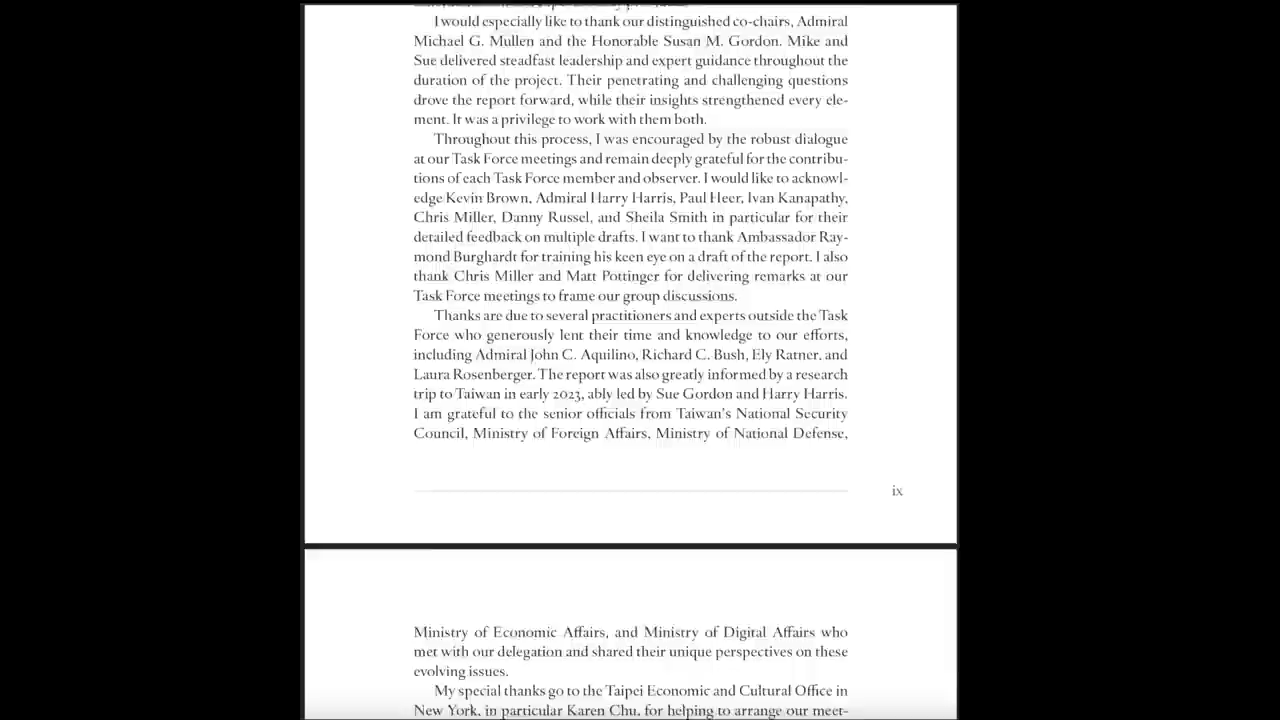 I would especially like to thank our distinguished co-chairs, Admiral
Michael G. Mullen and the Honorable Susan M. Gordon. Mike and
Sue delivered steadfast leadership and expert guidance throughout the
duration of the project. Their penetrating and challenging questions
drove the report forward, while their insights strengthened every ele-
ment. It was a privilege to work with them both.
Throughout this process, I was encouraged by the robust dialogue
at our Task Force meetings and remain deeply grateful for the contribu-
tions of each Task Force member and observer. I would like to acknowl-
edge Kevin Brown, Admiral Harry Harris, Paul Heer, Ivan Kanapathy,
Chris Miller, Danny Russel, and Sheila Smith in particular for their
detailed feedback on multiple drafts. I want to thank Ambassador Ray-
mond Burghardt for training his keen eye on a draft of the report. I also
thank Chris Miller and Matt Pottinger for delivering remarks at our
Task Force meetings to frame our group discussions.
Thanks are due to several practitioners and experts outside the Task
Force who generously lent their time and knowledge to our efforts,
including Admiral John C. Aquilino, Richard C. Bush, Ely Ratner, and
Laura Rosenberger. The report was also greatly informed by a research
trip to Taiwan in early 2023, ably led by Sue Gordon and Harry Harris.
I am grateful to the senior officials from Taiwan's National Security
Council, Ministry of Foreign Affairs, Ministry of National Defense,
ix
Ministry of Economic Affairs, and Ministry of Digital Affairs who
met with our delegation and shared their unique perspectives on these
evolving issues.
My special thanks go to the Taipei Economic and Cultural Office in
New York, in particular Karen Chu, for helping to arrange our meet-